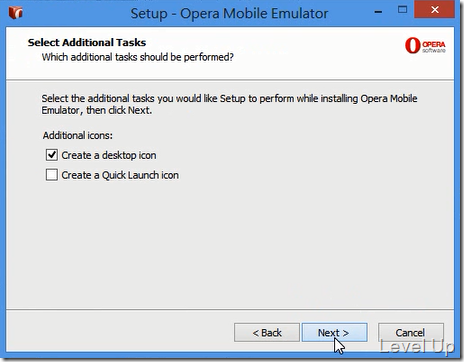 Setup - Opera Mobile Emulator
Select Additional Tasks
Which additional tasks should be performed?
OPERA
software
Select the additional tasks you would like Setup to perform while installing Opera Mobile
Emulator, then click Next.
Additional icons:
Create a desktop icon
Create a Quick Launch icon
< Back
Next >
Cancel
Level Up